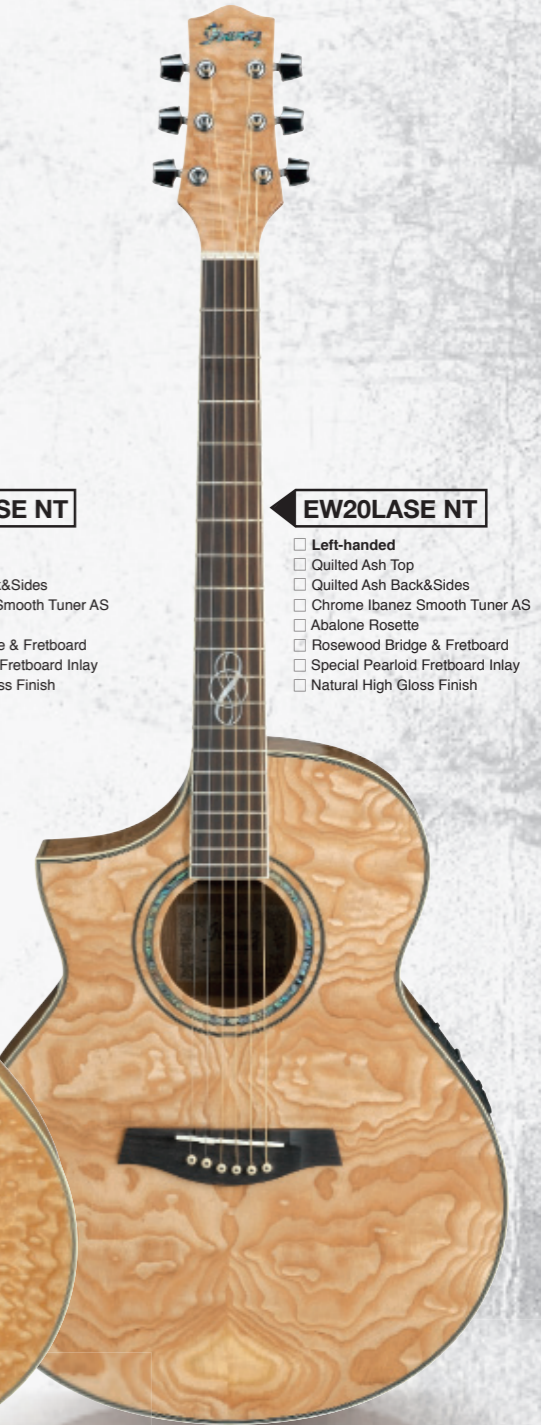 Ibanez
SE NT
&Sides
Smooth Tuner AS
e & Fretboard
Fretboard Inlay
ss Finish
EW20LASE NT
Left-handed
Quilted Ash Top
Quilted Ash Back&Sides
Chrome Ibanez Smooth Tuner AS
Abalone Rosette
Rosewood Bridge & Fretboard
Special Pearloid Fretboard Inlay
Natural High Gloss Finish